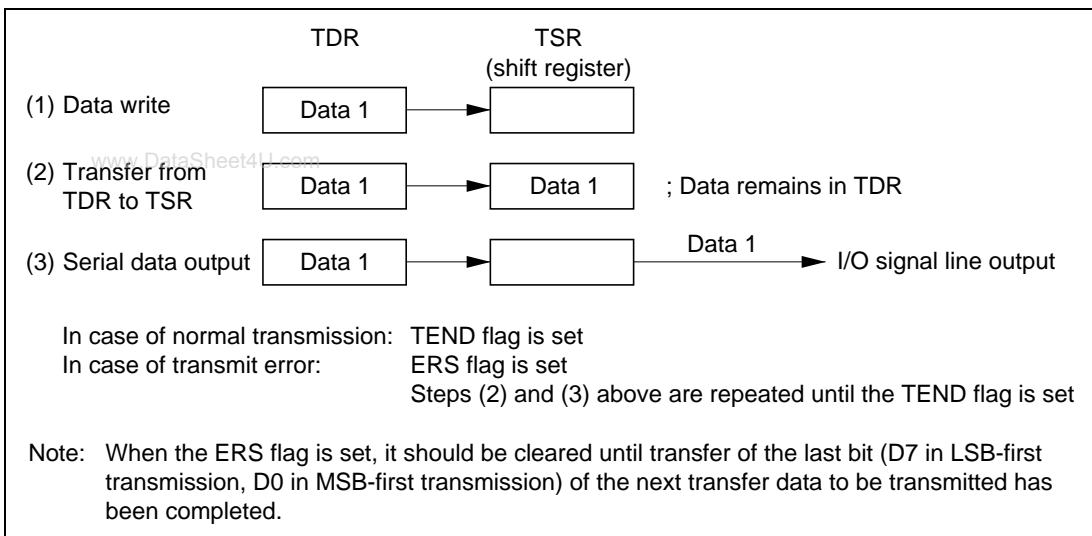 TDR TSR
(shift register)
(1) Data write Data 1
www.DataSheet4U.com
(2) Transfer from
TDR to TSR Data 1 Data 1 ; Data remains in TDR
(3) Serial data output Data 1 Data 1 I/O signal line output
In case of normal transmission: TEND flag is set
In case of transmit error: ERS flag is set
Steps (2) and (3) above are repeated until the TEND flag is set
Note: When the ERS flag is set, it should be cleared until transfer of the last bit (D7 in LSB-first
transmission, D0 in MSB-first transmission) of the next transfer data to be transmitted has
been completed.